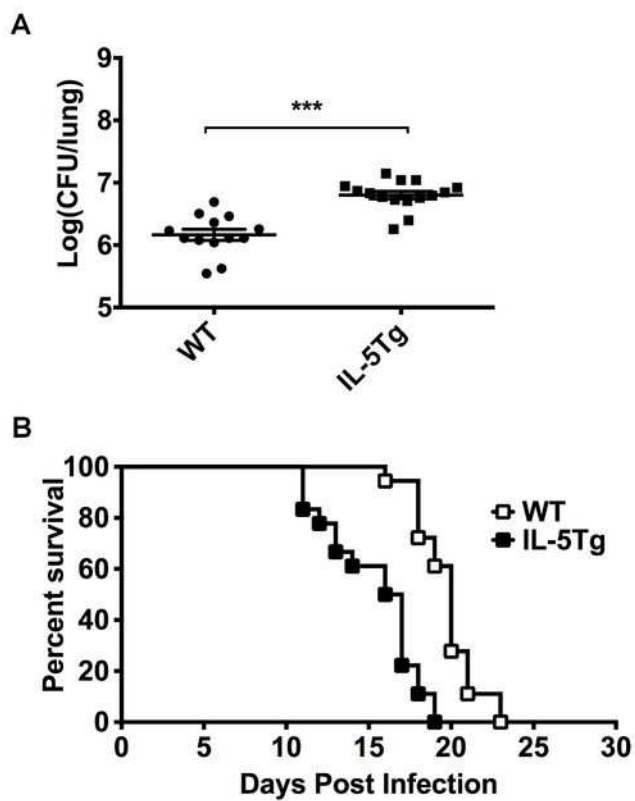 A
9
8
7
6
5
Log(CFU/lung)
***
WT
IL-5Tg
B
100
80
60
40
20
0
Percent survival
WT
IL-5Tg
0 5 10 15 20 25 30
Days Post Infection